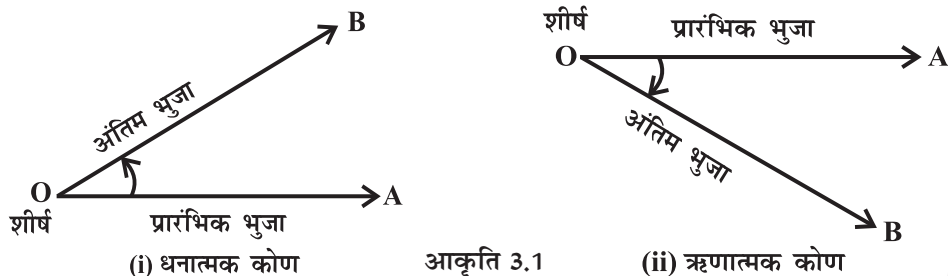 B
अंतिम भुजा
O
A
शीर्ष
प्रारंभिक भुजा
(i) धनात्मक कोण
आकृति 3.1
शीर्ष
प्रारंभिक भुजा
O
A
अंतिम भुजा
B
(ii) ऋणात्मक कोण